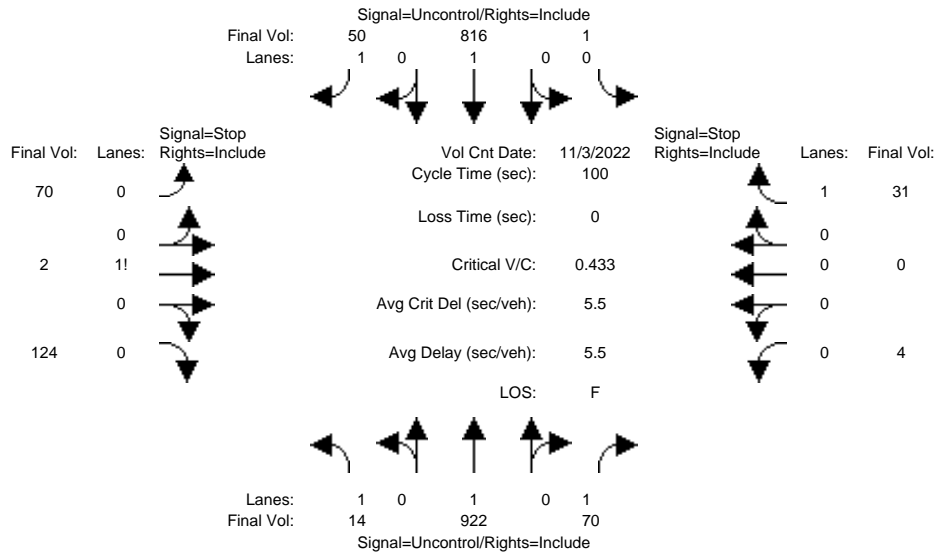 Signal=Uncontrol/Rights=Include
Final Vol: 50 816 1
Lanes: 1 0 1 0 0
Signal=Stop Signal=Stop
Final Vol: Lanes: Rights=Include Vol Cnt Date: 11/3/2022 Rights=Include Lanes: Final Vol:
Cycle Time (sec): 100
70 0 1 31
Loss Time (sec): 0
0 0
2 1! Critical V/C: 0.433 0 0
0 Avg Crit Del (sec/veh): 5.5 0
124 0 Avg Delay (sec/veh): 5.5 0 4
LOS: F
Lanes: 1 0 1 0 1
Final Vol: 14 922 70
Signal=Uncontrol/Rights=Include